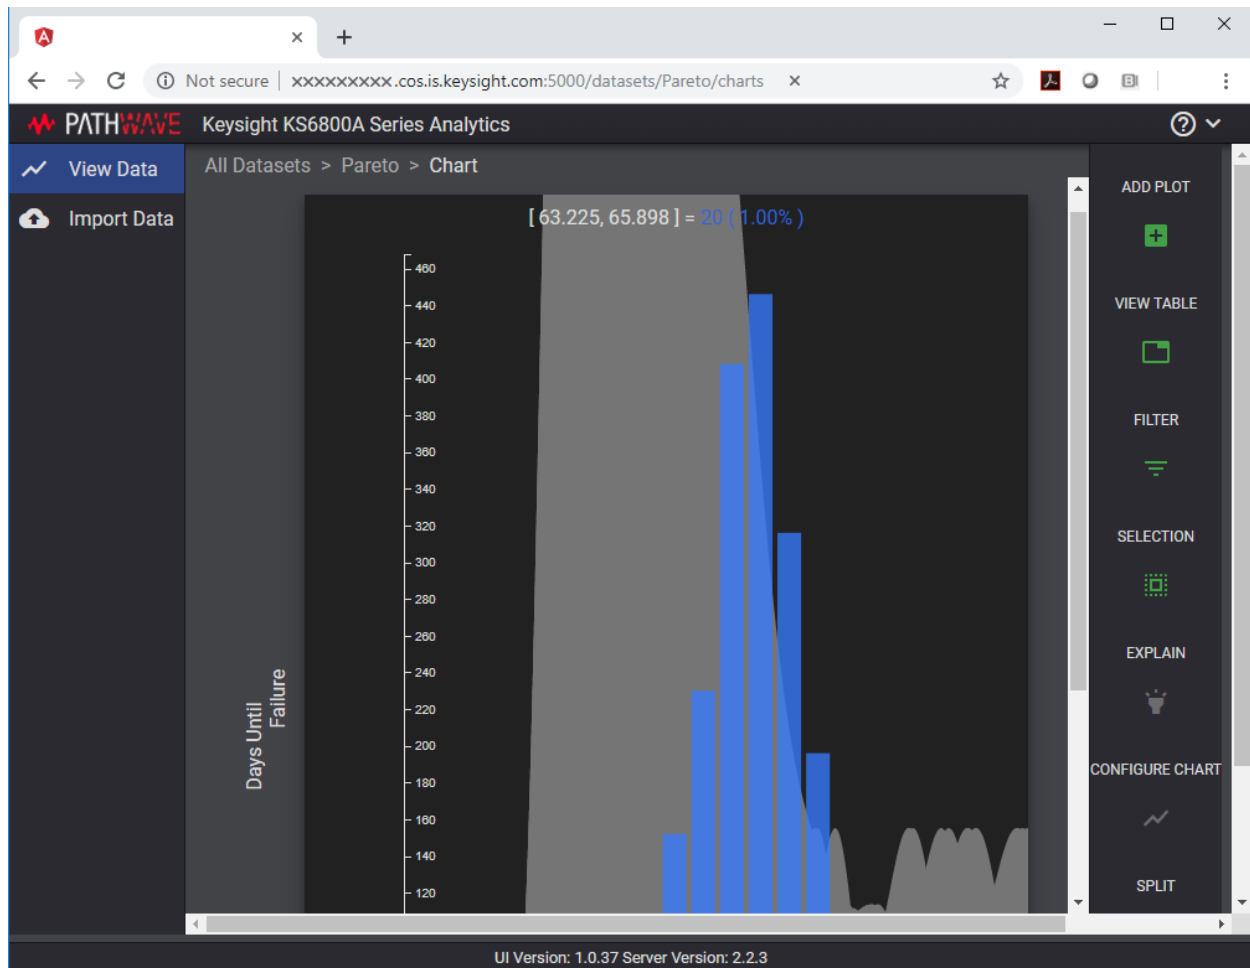 Not secure | xxxxxxxxx.cos.is.keysight.com:5000/datasets/Pareto/charts
PATHWAVE Keysight KS6800A Series Analytics
View Data
Import Data
All Datasets > Pareto > Chart
[ 63.225, 65.898 ] = 20 ( 1.00% )
460
440
420
400
380
360
340
320
300
280
260
240
220
200
180
160
140
120
Days Until
Failure
ADD PLOT
VIEW TABLE
FILTER
SELECTION
EXPLAIN
CONFIGURE CHART
SPLIT
UI Version: 1.0.37 Server Version: 2.2.3